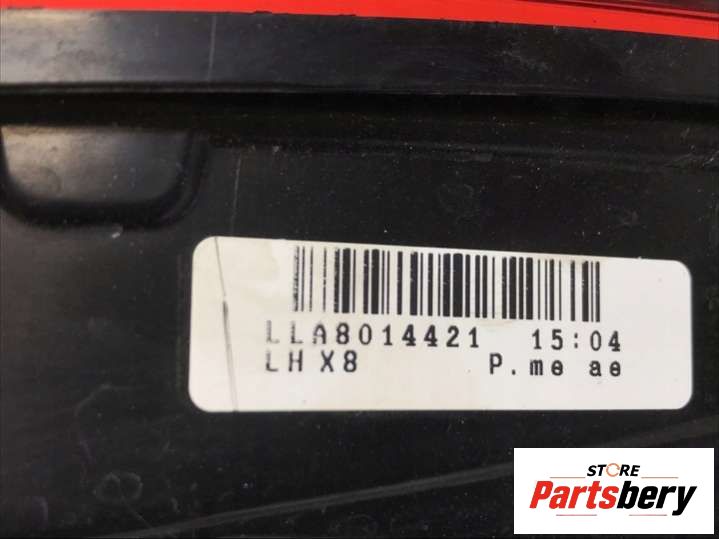 LLA8014421 15:04
LH X8 P.me ae
STORE
Partsbery